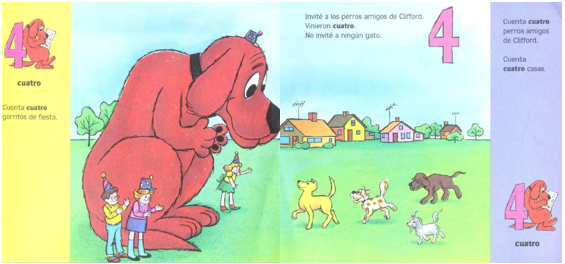 4
cuatro
Cuenta cuatro
gorritos de fiesta.
Invité a los perros amigos de Clifford.
Vinieron cuatro.
No invité a ningún gato.
4
Cuenta cuatro
perros amigos
de Clifford.
Cuenta
cuatro casas.
4
cuatro